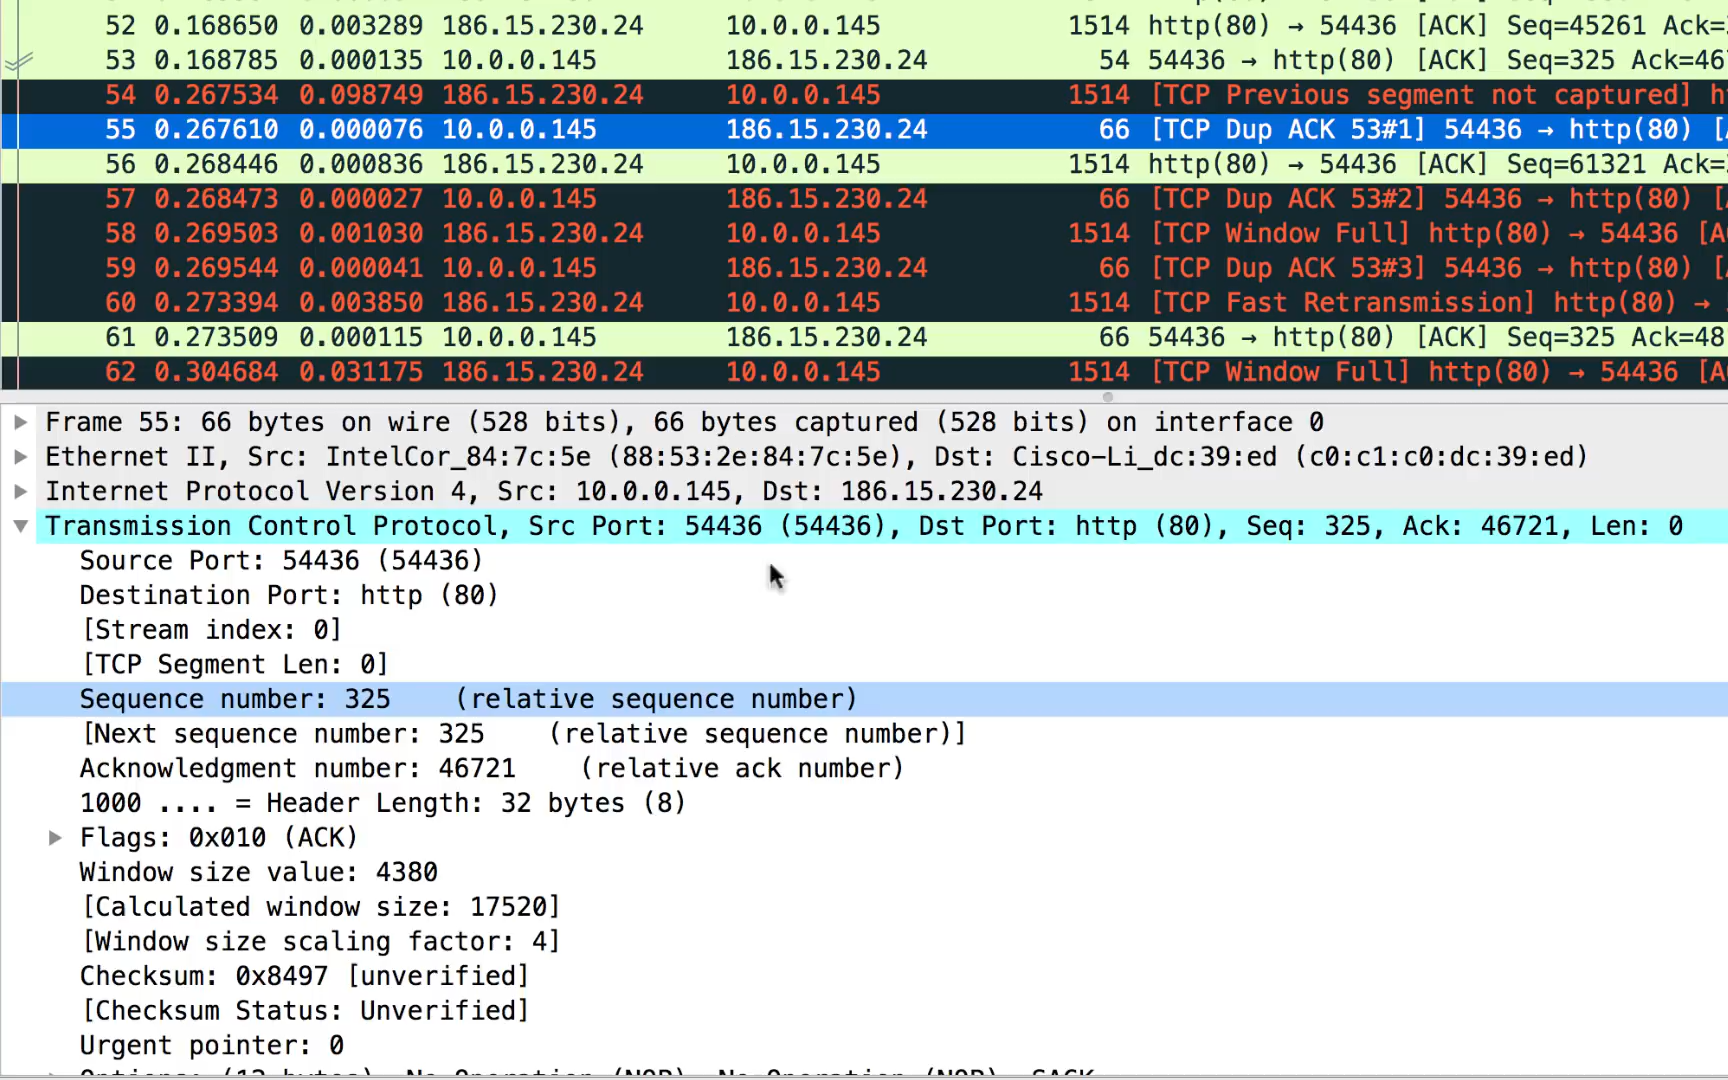 52 0.168650 0.003289 186.15.230.24 10.0.0.145 1514 http(80) → 54436 [ACK] Seq=45261 Ack=
53 0.168785 0.000135 10.0.0.145 186.15.230.24 54 54436 → http(80) [ACK] Seq=325 Ack=46
54 0.267534 0.098749 186.15.230.24 10.0.0.145 1514 [TCP Previous segment not captured]
55 0.267610 0.000076 10.0.0.145 186.15.230.24 66 [TCP Dup ACK 53#1] 54436 → http(80) [
56 0.268446 0.000836 186.15.230.24 10.0.0.145 1514 http(80) → 54436 [ACK] Seq=61321 Ack=
57 0.268473 0.000027 10.0.0.145 186.15.230.24 66 [TCP Dup ACK 53#2] 54436 → http(80) [
58 0.269503 0.001030 186.15.230.24 10.0.0.145 1514 [TCP Window Full] http(80) → 54436 [A
59 0.269544 0.000041 10.0.0.145 186.15.230.24 66 [TCP Dup ACK 53#3] 54436 → http(80) [
60 0.273394 0.003850 186.15.230.24 10.0.0.145 1514 [TCP Fast Retransmission] http(80) →
61 0.273509 0.000115 10.0.0.145 186.15.230.24 66 54436 → http(80) [ACK] Seq=325 Ack=48
62 0.304684 0.031175 186.15.230.24 10.0.0.145 1514 [TCP Window Full] http(80) → 54436 [A
Frame 55: 66 bytes on wire (528 bits), 66 bytes captured (528 bits) on interface 0
Ethernet II, Src: IntelCor_84:7c:5e (88:53:2e:84:7c:5e), Dst: Cisco-Li_dc:39:ed (c0:c1:c0:dc:39:ed)
Internet Protocol Version 4, Src: 10.0.0.145, Dst: 186.15.230.24
Transmission Control Protocol, Src Port: 54436 (54436), Dst Port: http (80), Seq: 325, Ack: 46721, Len: 0
Source Port: 54436 (54436)
Destination Port: http (80)
[Stream index: 0]
[TCP Segment Len: 0]
Sequence number: 325 (relative sequence number)
[Next sequence number: 325 (relative sequence number)]
Acknowledgment number: 46721 (relative ack number)
1000 .... = Header Length: 32 bytes (8)
Flags: 0x010 (ACK)
Window size value: 4380
[Calculated window size: 17520]
[Window size scaling factor: 4]
Checksum: 0x8497 [unverified]
[Checksum Status: Unverified]
Urgent pointer: 0
Options: (12 bytes), No-Operation (NOP), No-Operation (NOP), SACK